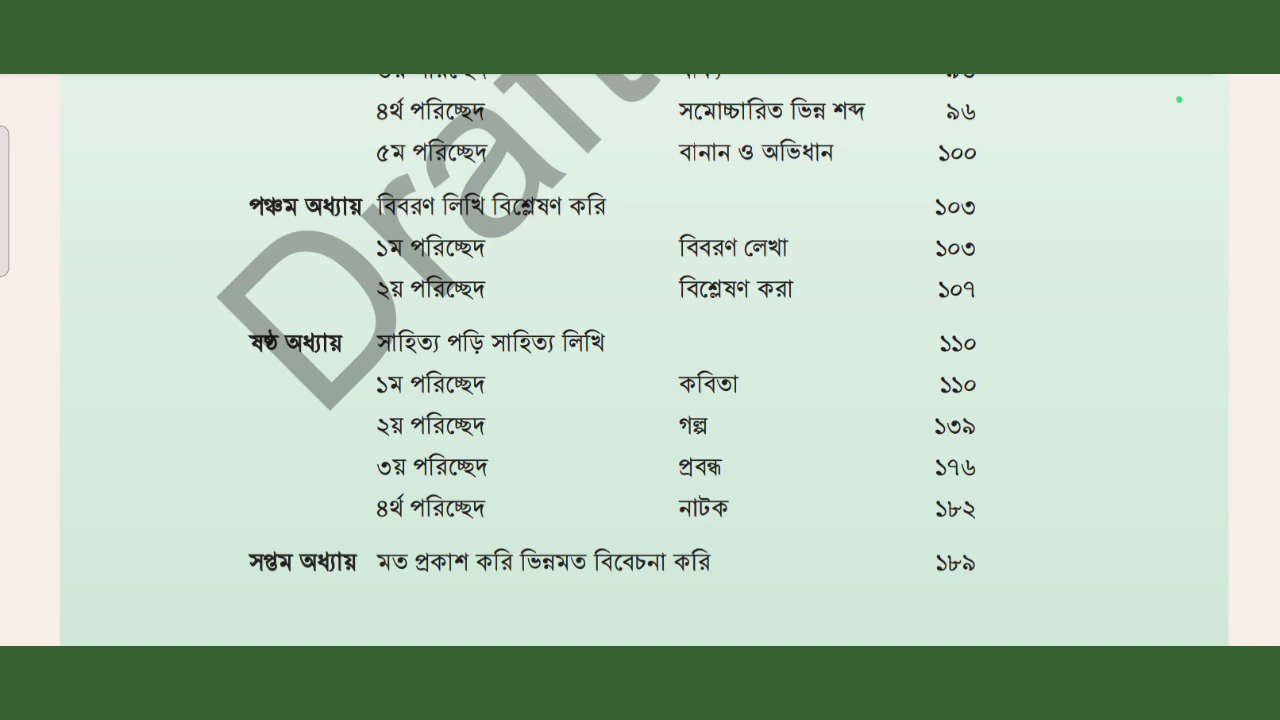 ৪র্থ পরিচ্ছেদ সমোচ্চারিত ভিন্ন শব্দ ৯৬
৫ম পরিচ্ছেদ বানান ও অভিধান ১০০
পঞ্চম অধ্যায় বিবরণ লিখি বিশ্লেষণ করি ১০৩
১ম পরিচ্ছেদ বিবরণ লেখা ১০৩
২য় পরিচ্ছেদ বিশ্লেষণ করা ১০৭
ষষ্ঠ অধ্যায় সাহিত্য পড়ি সাহিত্য লিখি ১১০
১ম পরিচ্ছেদ কবিতা ১১০
২য় পরিচ্ছেদ গল্প ১৩৯
৩য় পরিচ্ছেদ প্রবন্ধ ১৭৬
৪র্থ পরিচ্ছেদ নাটক ১৮২
সপ্তম অধ্যায় মত প্রকাশ করি ভিন্নমত বিবেচনা করি ১৮৯
Draft